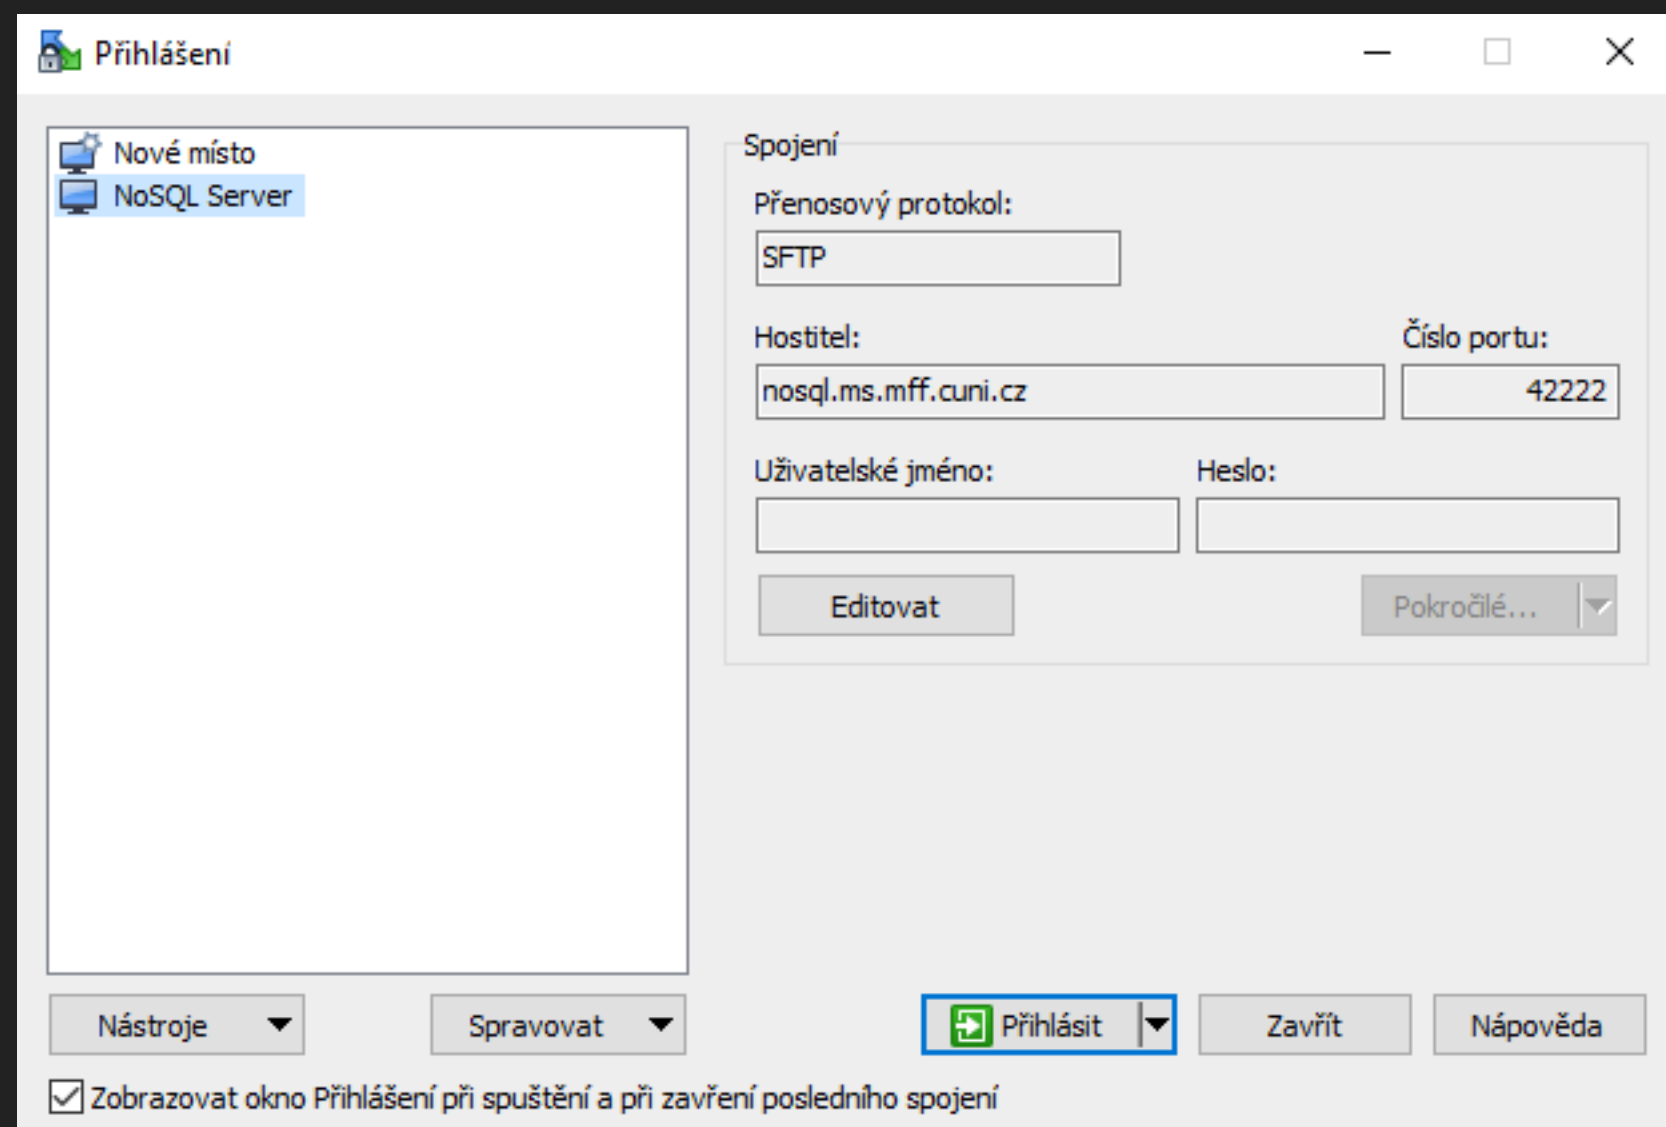 Přihlášení
Nové místo
NoSQL Server
Spojení
Přenosový protokol:
SFTP
Hostitel:
Číslo portu:
nosql.ms.mff.cuni.cz
42222
Uživatelské jméno:
Heslo:
Editovat
Pokročilé...
Nástroje
Spravovat
Přihlásit
Zavřít
Nápověda
Zobrazovat okno Přihlášení při spuštění a při zavření posledního spojení